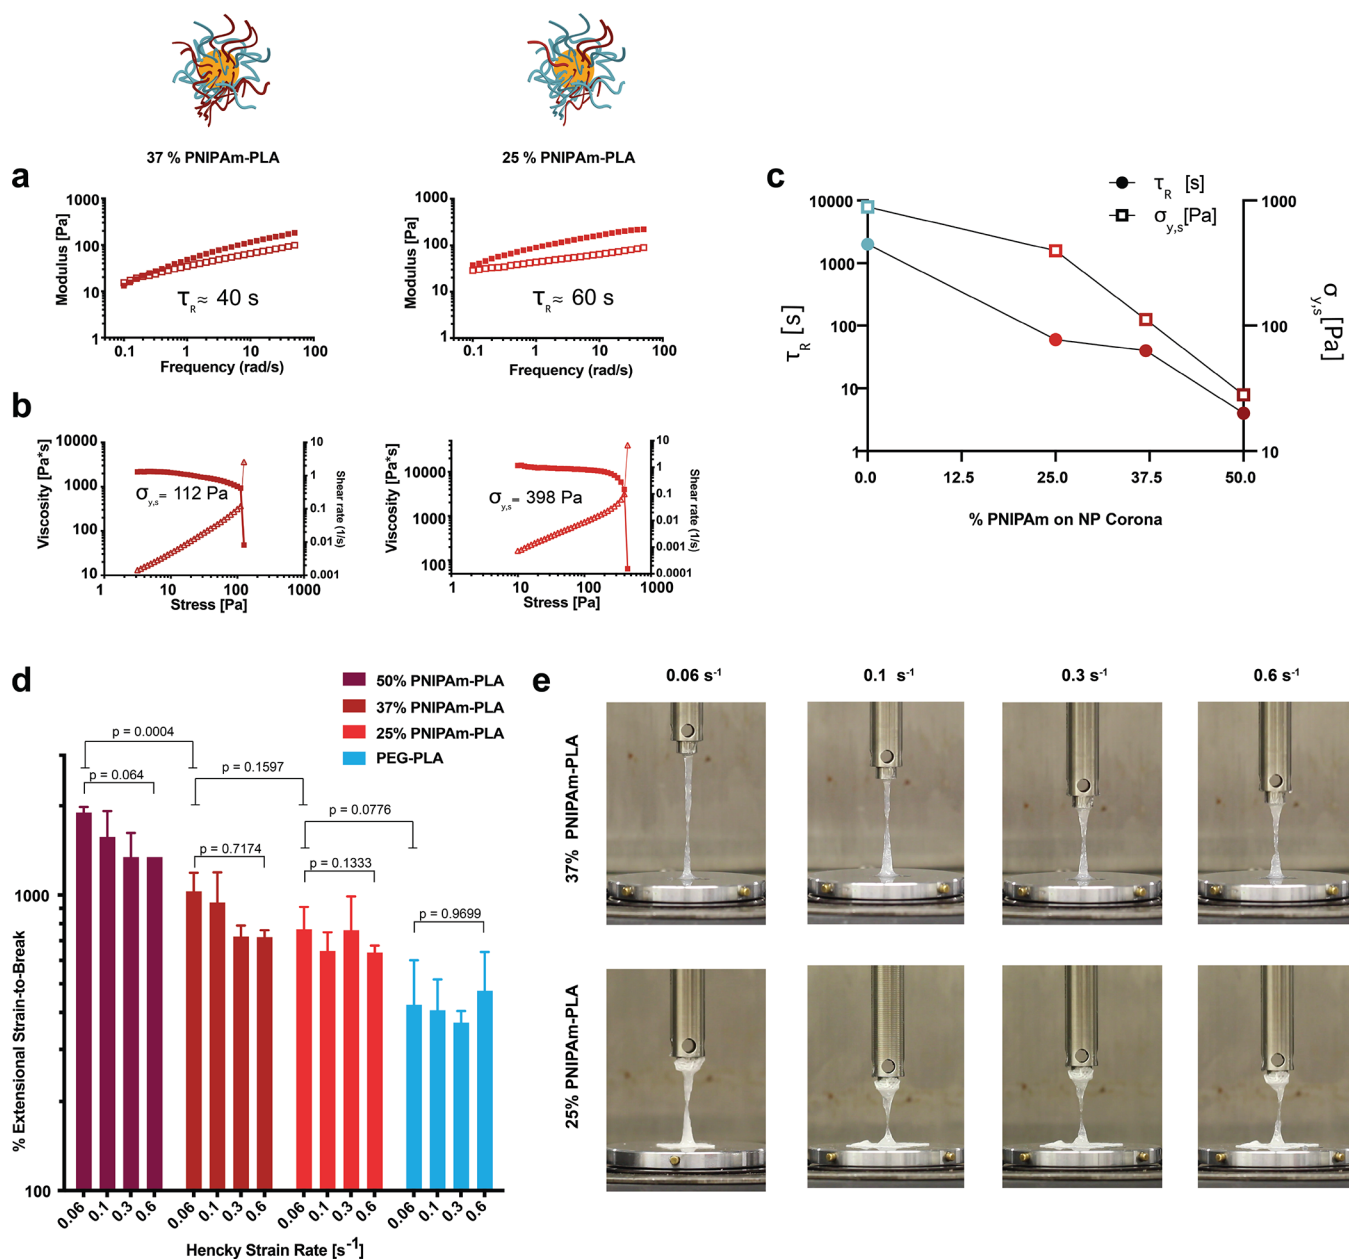 37 % PNIPAm-PLA
25 % PNIPAm-PLA
a
Modulus [Pa]
1000
100
10
1
τR ≈ 40 s
0.1
1
10
100
Frequency (rad/s)
Modulus [Pa]
1000
100
10
1
τR ≈ 60 s
0.1
1
10
100
Frequency (rad/s)
b
Viscosity [Pa*s]
10000
1000
100
10
σy,s= 112 Pa
10
1
0.1
0.01
0.001
Shear rate (1/s)
1
10
100
1000
Stress [Pa]
Viscosity [Pa*s]
10000
1000
100
σy,s= 398 Pa
10
1
0.1
0.01
0.001
0.0001
Shear rate (1/s)
1
10
100
1000
Stress [Pa]
c
τR [s]
σy,s[Pa]
10000
1000
100
10
1
τR [s]
1000
100
10
σy,s[Pa]
0.0
12.5
25.0
37.5
50.0
% PNIPAm on NP Corona
d
50% PNIPAm-PLA
37% PNIPAm-PLA
25% PNIPAm-PLA
PEG-PLA
p = 0.0004
p = 0.064
p = 0.1597
p = 0.7174
p = 0.0776
p = 0.1333
p = 0.9699
% Extensional Strain-to-Break
1000
100
0.06
0.1
0.3
0.6
0.06
0.1
0.3
0.6
0.06
0.1
0.3
0.6
0.06
0.1
0.3
0.6
Hencky Strain Rate [s⁻¹]
e
0.06 s⁻¹
0.1 s⁻¹
0.3 s⁻¹
0.6 s⁻¹
37% PNIPAm-PLA
25% PNIPAm-PLA